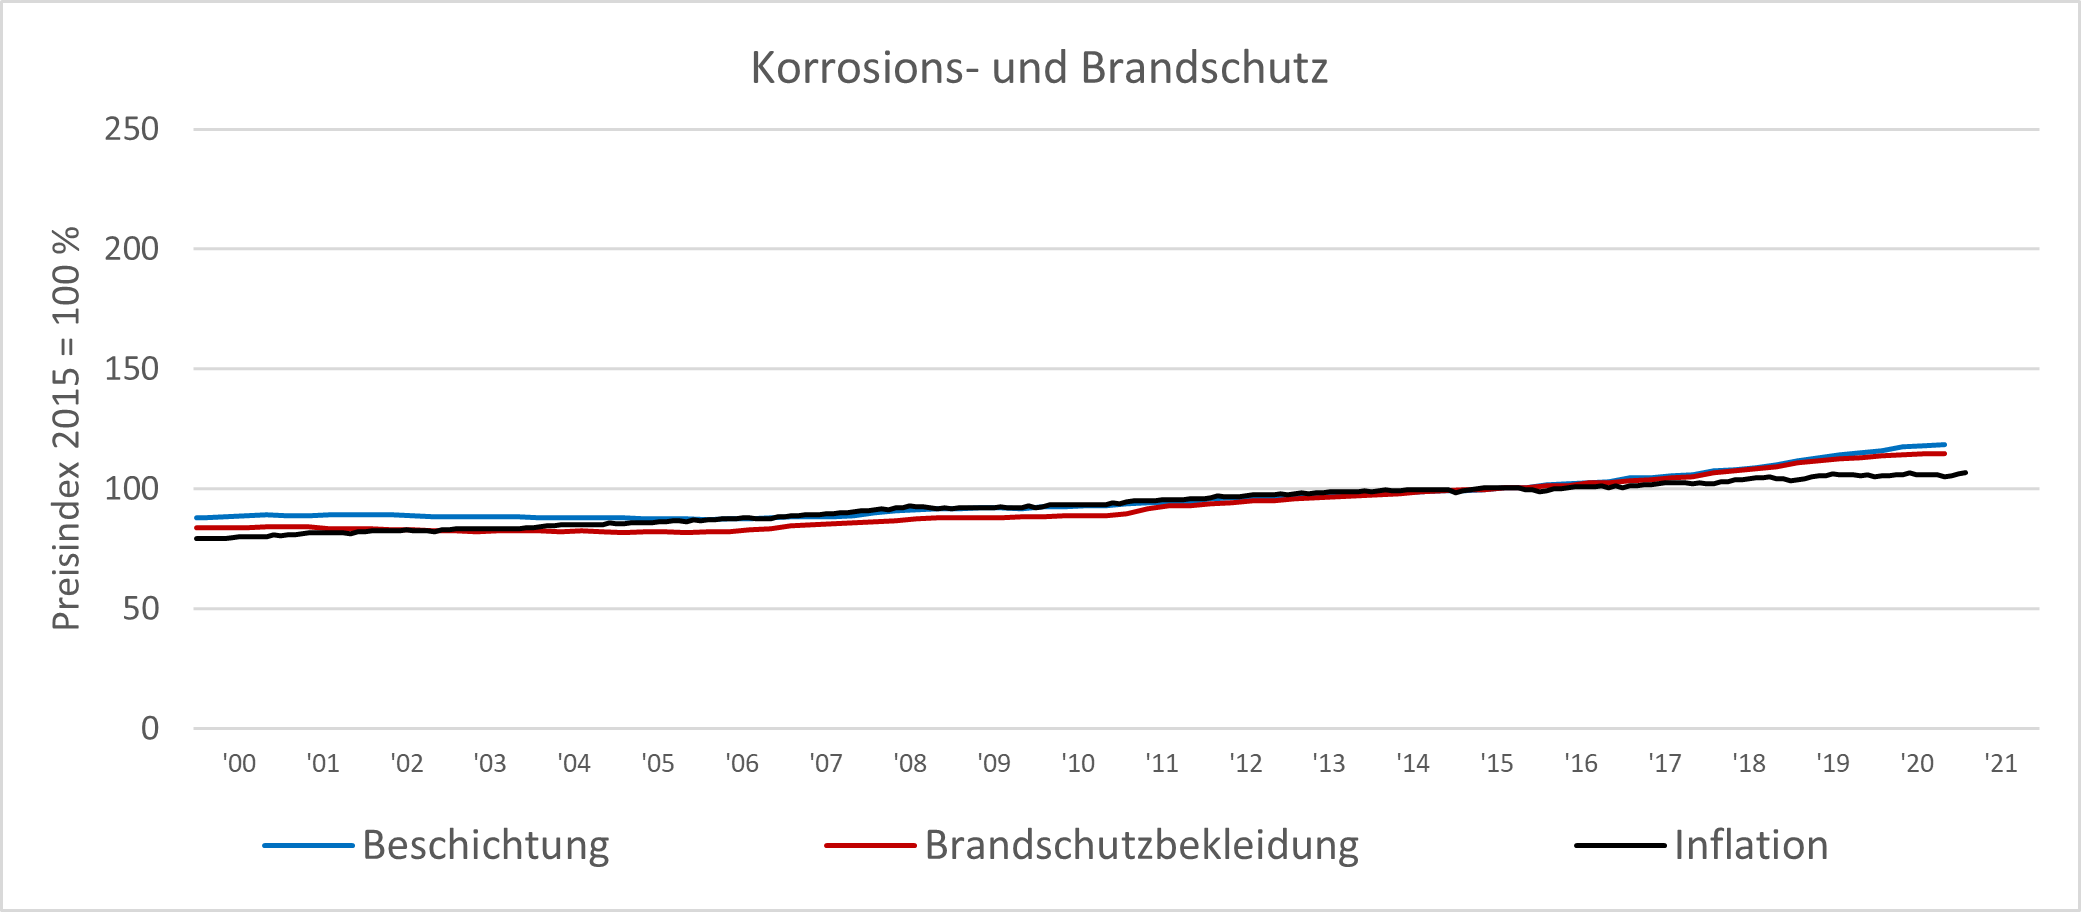 Korrosions- und Brandschutz
Preisindex 2015 = 100 %
250
200
150
100
50
0
'00 '01 '02 '03 '04 '05 '06 '07 '08 '09 '10 '11 '12 '13 '14 '15 '16 '17 '18 '19 '20 '21
Beschichtung Brandschutzbekleidung Inflation